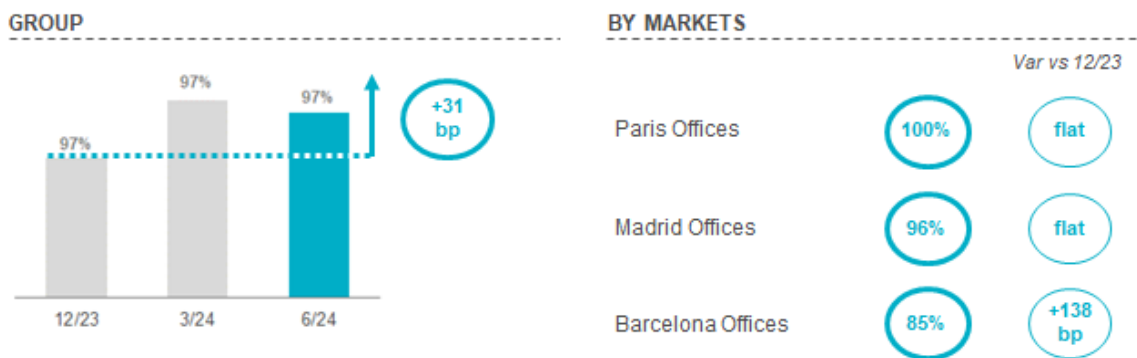 GROUP
97%
97%
97%
+31
bp
12/23
3/24
6/24
BY MARKETS
Var vs 12/23
Paris Offices
100%
flat
Madrid Offices
96%
flat
Barcelona Offices
85%
+138
bp